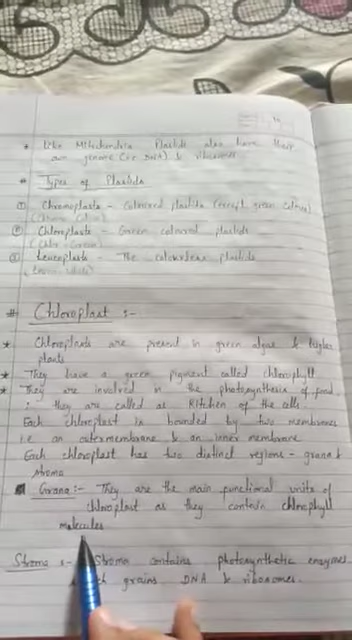 * Like Mitochondria Plastids also have their
own genome (or DNA) & ribosomes.
# Types of Plastids
① Chromoplasts - Coloured plastids (except green colour)
② Chloroplasts - Green coloured plastids
③ Leucoplasts - The colourless plastids
# Chloroplast :-
* Chloroplasts are present in green algae & higher
plants
* They have a green pigment called chlorophyll
* They are involved in the photosynthesis of food.
∴ they are called as Kitchen of the cells
Each chloroplast is bounded by two membranes
i.e an outermembrane & an inner membrane
Each chloroplast has two distinct regions - grana &
stroma
Grana :- They are the main functional units of
chloroplast as they contain chlorophyll
molecules
Stroma :- Stroma contains photosynthetic enzymes
grains DNA & ribosomes.